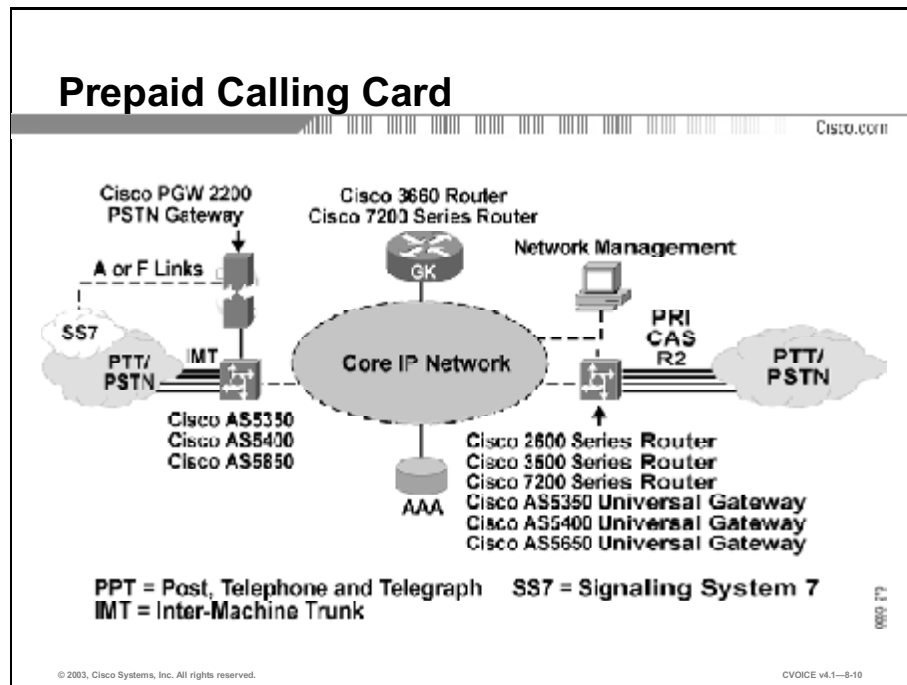 Prepaid Calling Card
Cisco.com
Cisco PGW 2200
PSTN Gateway
Cisco 3660 Router
Cisco 7200 Series Router
GK
Network Management
A or F Links
SS7
PTT/
PSTN
IMT
Core IP Network
PRI
CAS
R2
PTT/
PSTN
Cisco AS5350
Cisco AS5400
Cisco AS5850
AAA
Cisco 2600 Series Router
Cisco 3600 Series Router
Cisco 7200 Series Router
Cisco AS5350 Universal Gateway
Cisco AS5400 Universal Gateway
Cisco AS5650 Universal Gateway
PPT = Post, Telephone and Telegraph
SS7 = Signaling System 7
IMT = Inter-Machine Trunk
© 2003, Cisco Systems, Inc. All rights reserved.
CVOICE v4.1—8-10